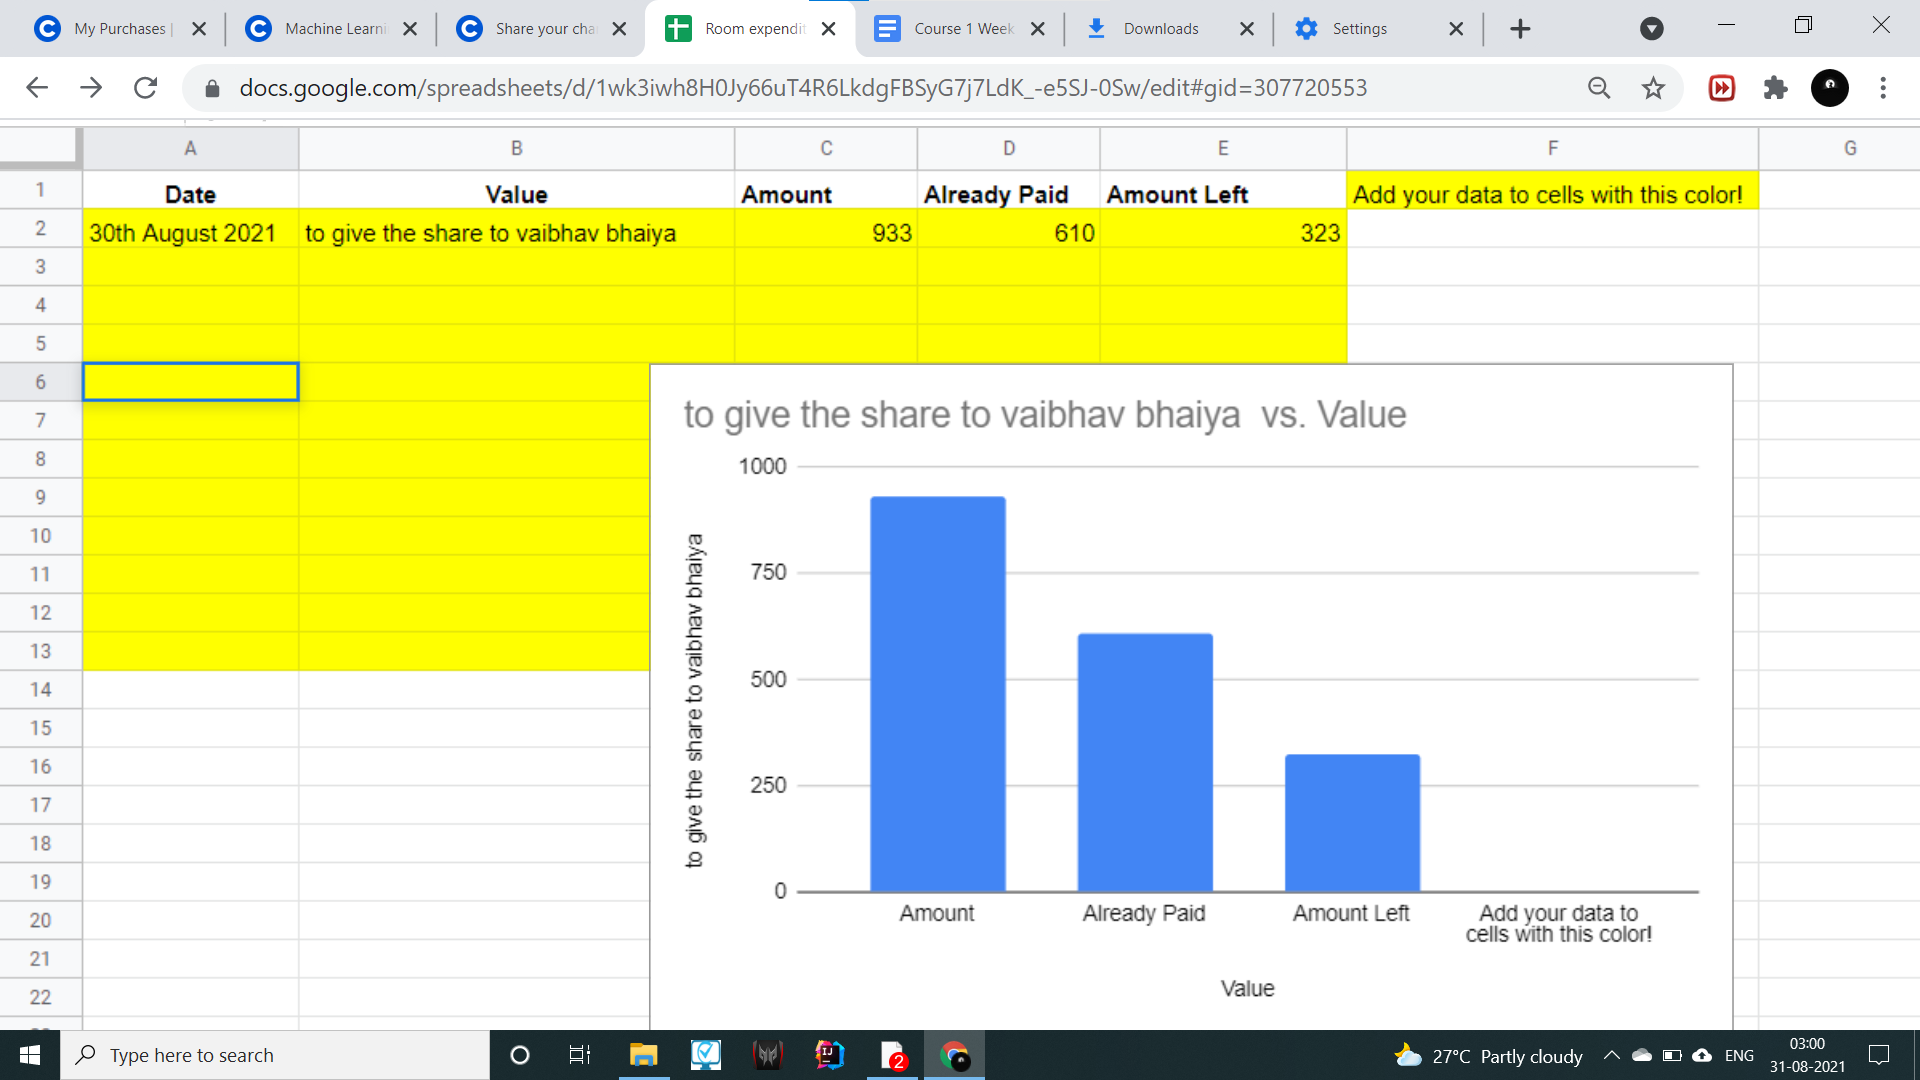 My Purchases |
Machine Learni
Share your cha
Room expendit
Course 1 Week
Downloads
Settings
docs.google.com/spreadsheets/d/1wk3iwh8H0Jy66uT4R6LkdgFBSyG7j7LdK_-e5SJ-0Sw/edit#gid=307720553
A B C D E F G
1 Date Value Amount Already Paid Amount Left Add your data to cells with this color!
2 30th August 2021 to give the share to vaibhav bhaiya 933 610 323
3
4
5
6
7
8
9
10
11
12
13
14
15
16
17
18
19
20
21
22
to give the share to vaibhav bhaiya vs. Value
to give the share to vaibhav bhaiya
1000
750
500
250
0
Amount
Already Paid
Amount Left
Add your data to
cells with this color!
Value
Type here to search
IJ
2
27°C Partly cloudy
ENG
03:00
31-08-2021